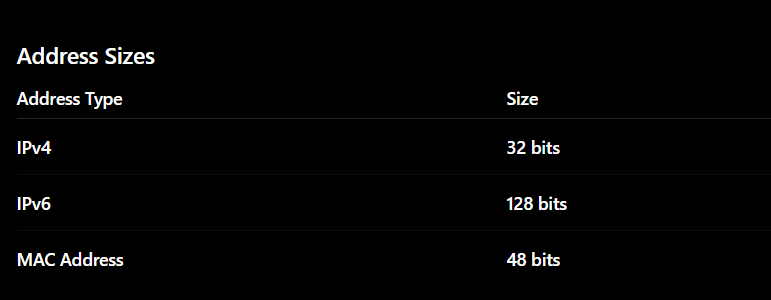 Address Sizes
Address Type Size
IPv4 32 bits
IPv6 128 bits
MAC Address 48 bits